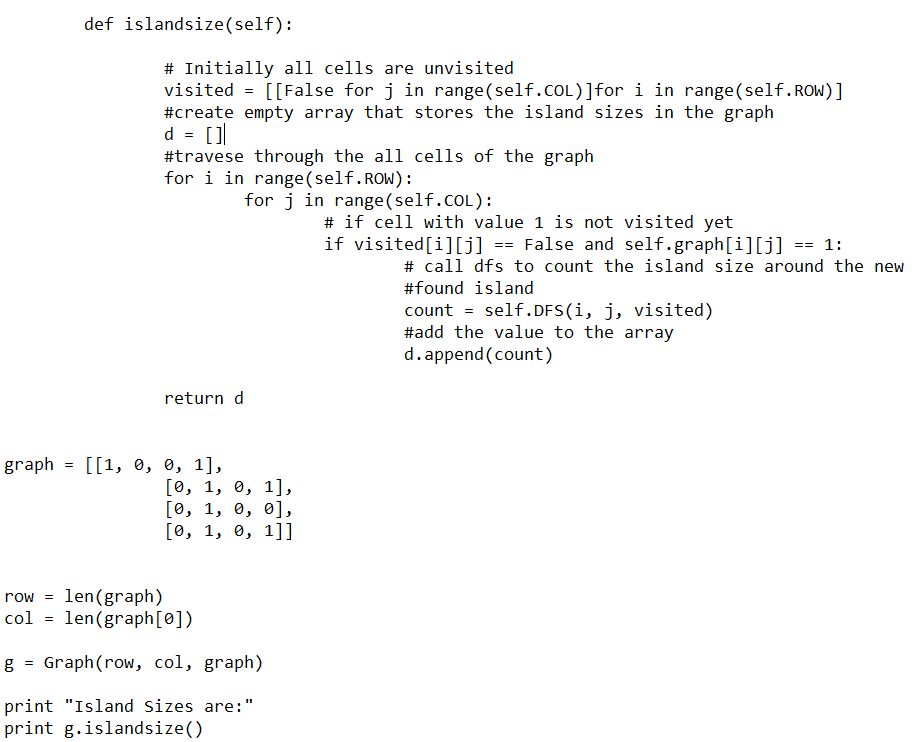 def islandsize(self):
# Initially all cells are unvisited
visited = [[False for j in range(self.COL)]for i in range(self.ROW)]
#create empty array that stores the island sizes in the graph
d = []
#travese through the all cells of the graph
for i in range(self.ROW):
for j in range(self.COL):
# if cell with value 1 is not visited yet
if visited[i][j] == False and self.graph[i][j] == 1:
# call dfs to count the island size around the new
#found island
count = self.DFS(i, j, visited)
#add the value to the array
d.append(count)
return d
graph = [[1, 0, 0, 1],
[0, 1, 0, 1],
[0, 1, 0, 0],
[0, 1, 0, 1]]
row = len(graph)
col = len(graph[0])
g = Graph(row, col, graph)
print "Island Sizes are:"
print g.islandsize()